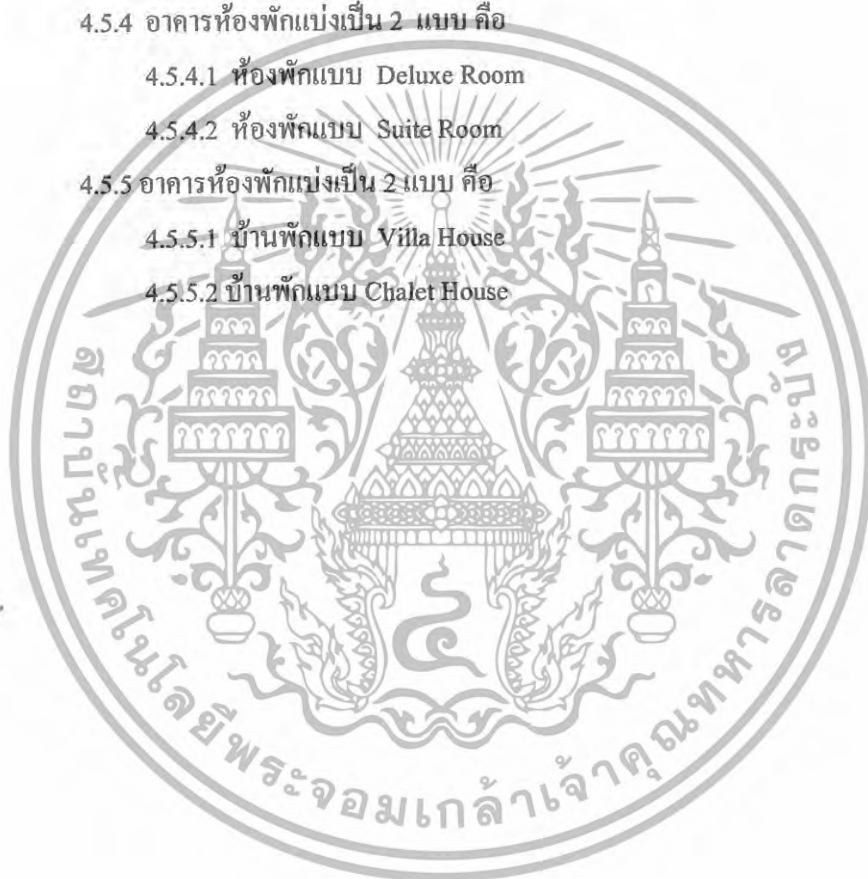 4.5.4 อาคารห้องพักแบ่งเป็น 2 แบบ คือ
4.5.4.1 ห้องพักแบบ Deluxe Room
4.5.4.2 ห้องพักแบบ Suite Room
4.5.5 อาคารห้องพักแบ่งเป็น 2 แบบ คือ
4.5.5.1 บ้านพักแบบ Villa House
4.5.5.2 บ้านพักแบบ Chalet House
๔
สถาบันเทคโนโลยีพระจอมเกล้าเจ้าคุณทหารลาดกระบัง